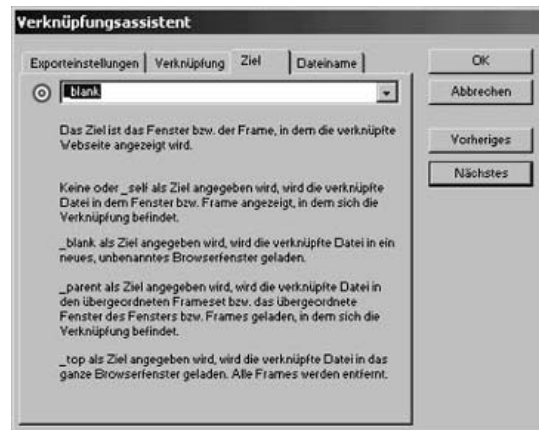 Verknüpfungsassistent
Exporteinstellungen Verknüpfung Ziel Dateiname
_blank
Das Ziel ist das Fenster bzw. der Frame, in dem die verknüpfte
Webseite angezeigt wird.
Keine oder _self als Ziel angegeben wird, wird die verknüpfte
Datei in dem Fenster bzw. Frame angezeigt, in dem sich die
Verknüpfung befindet.
_blank als Ziel angegeben wird, wird die verknüpfte Datei in ein
neues, unbenanntes Browserfenster geladen.
_parent als Ziel angegeben wird, wird die verknüpfte Datei in
den übergeordneten Frameset bzw. das übergeordnete
Fenster des Fensters bzw. Frames geladen, in dem sich die
Verknüpfung befindet.
_top als Ziel angegeben wird, wird die verknüpfte Datei in das
ganze Browserfenster geladen. Alle Frames werden entfernt.
OK
Abbrechen
Vorheriges
Nächstes